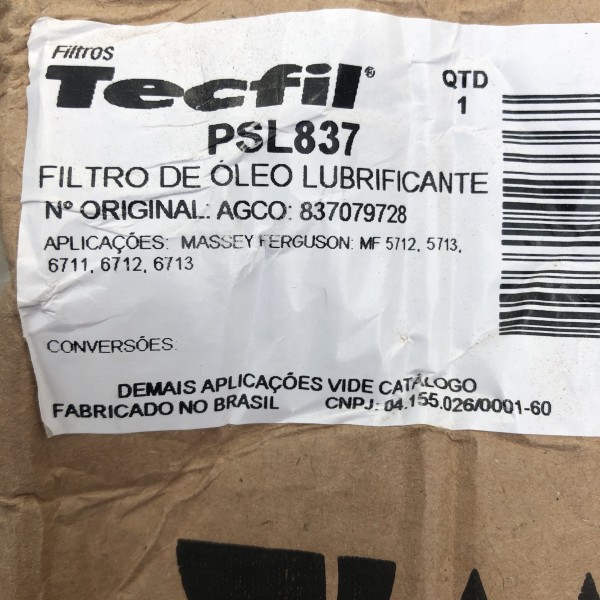 Filtros
Tecfil®
QTD
1
PSL837
FILTRO DE ÓLEO LUBRIFICANTE
Nº ORIGINAL: AGCO: 837079728
APLICAÇÕES: MASSEY FERGUSON: MF 5712, 5713,
6711, 6712, 6713
CONVERSÕES:
DEMAIS APLICAÇÕES VIDE CATÁLOGO
FABRICADO NO BRASIL CNPJ: 04.155.026/0001-60